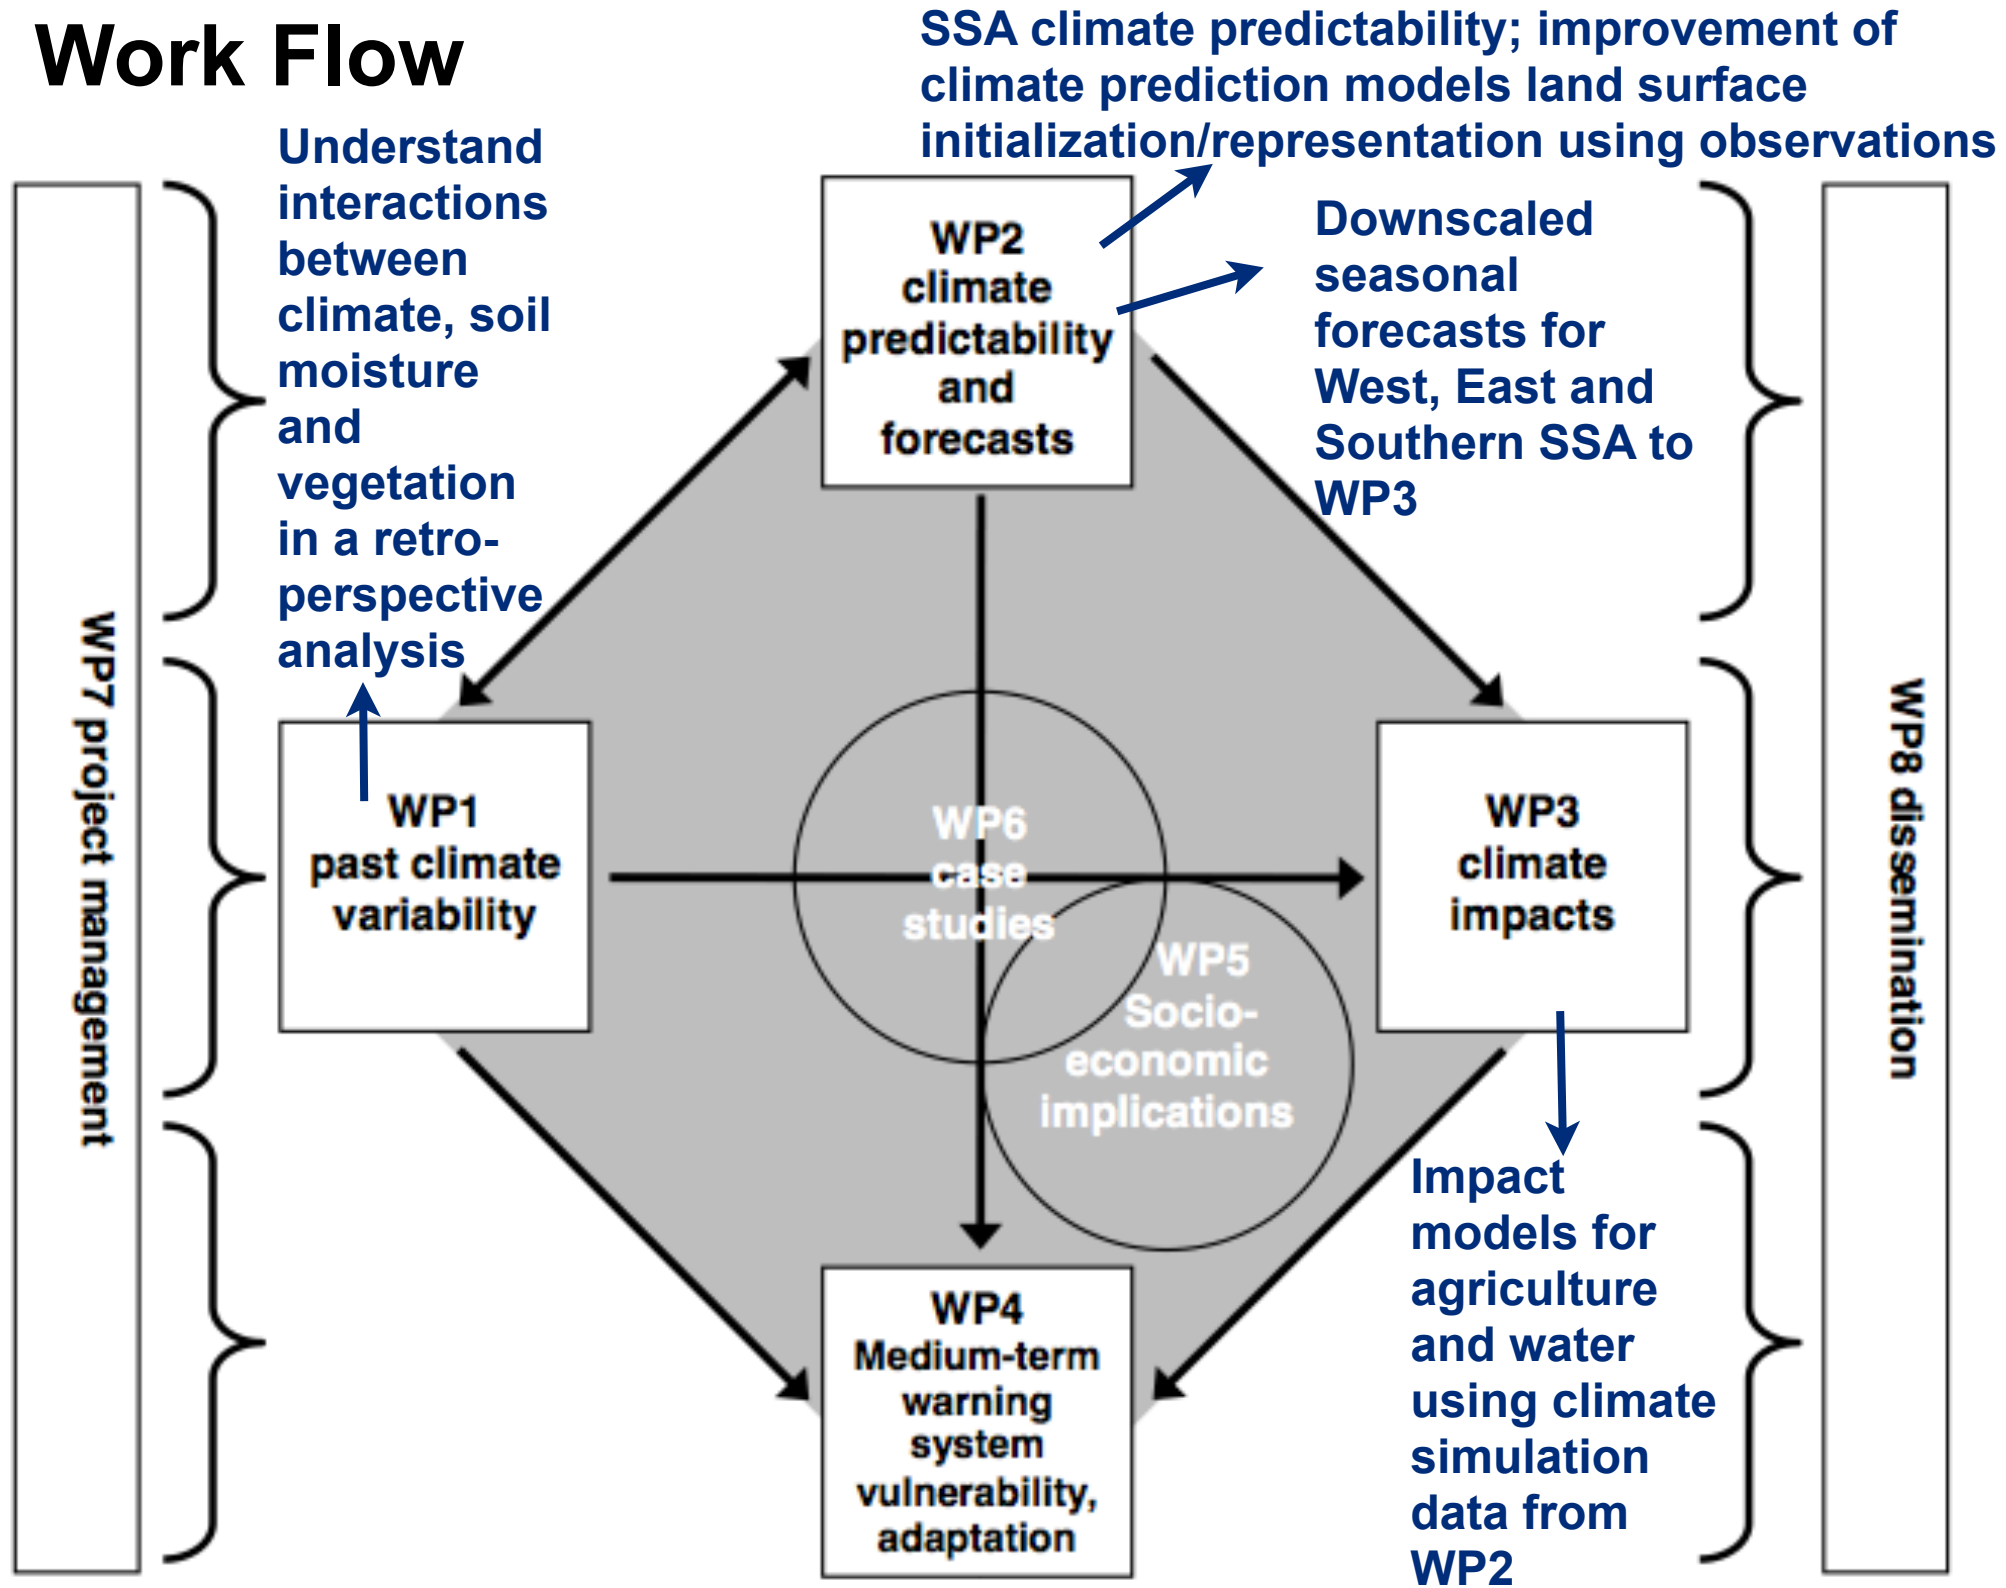 Work Flow
SSA climate predictability; improvement of
climate prediction models land surface
initialization/representation using observations
Understand
interactions
between
climate, soil
moisture
and
vegetation
in a retro-
perspective
analysis
WP2
climate
predictability
and
forecasts
Downscaled
seasonal
forecasts for
West, East and
Southern SSA to
WP3
WP7 project management
WP1
past climate
variability
WP6
case
studies
WP5
Socio-
economic
implications
WP3
climate
impacts
WP8 dissemination
WP4
Medium-term
warning
system
vulnerability,
adaptation
Impact
models for
agriculture
and water
using climate
simulation
data from
WP2